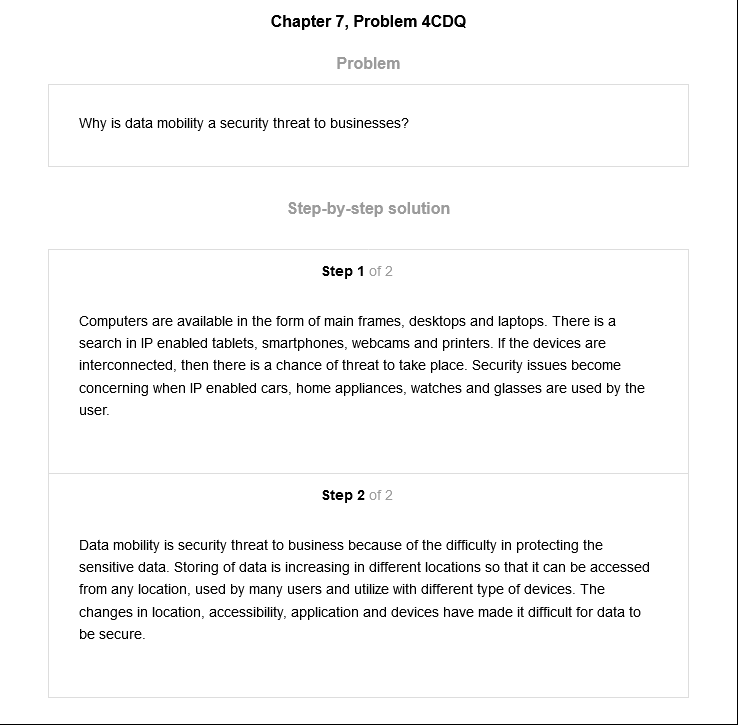 Chapter 7, Problem 4CDQ
Problem
Why is data mobility a security threat to businesses?
Step-by-step solution
Step 1 of 2
Computers are available in the form of main frames, desktops and laptops. There is a
search in IP enabled tablets, smartphones, webcams and printers. If the devices are
interconnected, then there is a chance of threat to take place. Security issues become
concerning when IP enabled cars, home appliances, watches and glasses are used by the
user.
Step 2 of 2
Data mobility is security threat to business because of the difficulty in protecting the
sensitive data. Storing of data is increasing in different locations so that it can be accessed
from any location, used by many users and utilize with different type of devices. The
changes in location, accessibility, application and devices have made it difficult for data to
be secure.